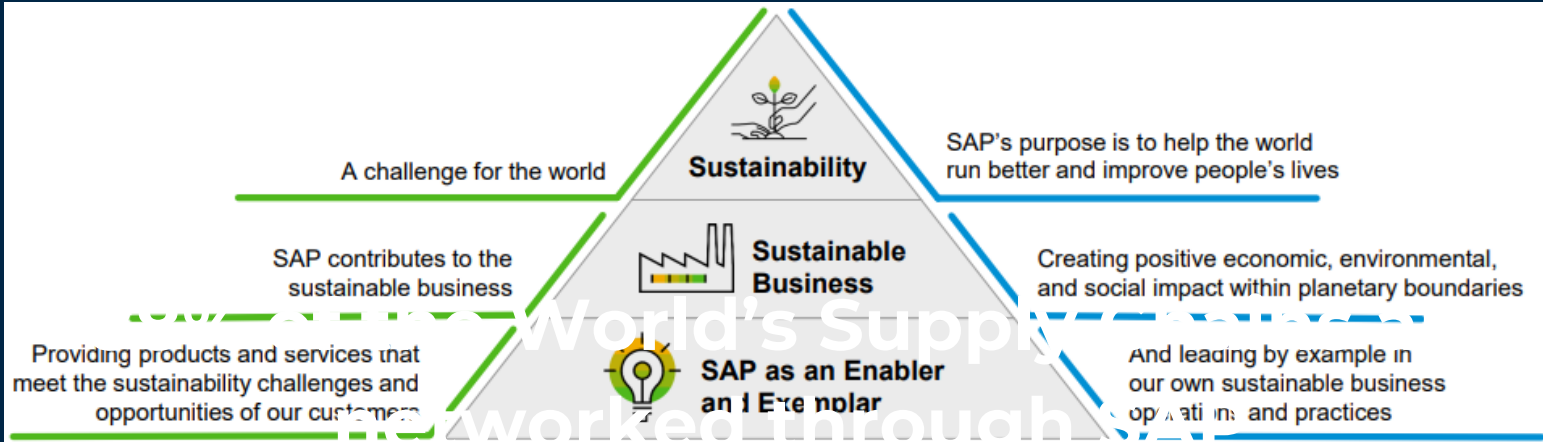 A challenge for the world
Sustainability
SAP's purpose is to help the world
run better and improve people's lives
SAP contributes to the
sustainable business
Sustainable
Business
Creating positive economic, environmental,
and social impact within planetary boundaries
Providing products and services that
meet the sustainability challenges and
opportunities of our customers
SAP as an Enabler
and Exemplar
And leading by example in
our own sustainable business
operations and practices
of the World's Supply Chains
networked through SAP